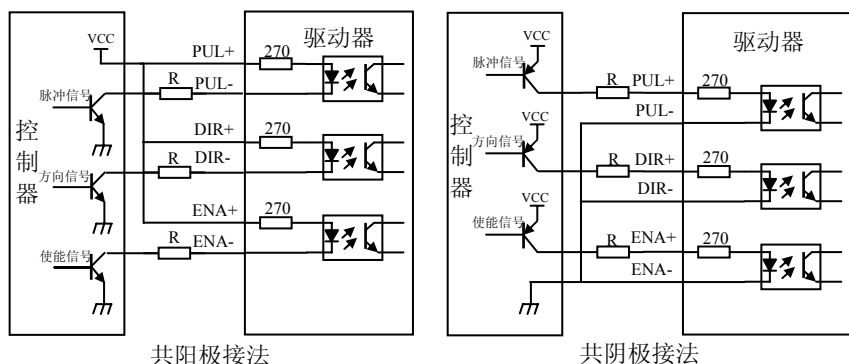 VCC
PUL+
270
驱动器
脉冲信号
R
PUL-
控制器
DIR+
270
方向信号
R
DIR-
ENA+
270
使能信号
R
ENA-
共阳极接法
VCC
驱动器
脉冲信号
R
PUL+
270
PUL-
控制器
VCC
方向信号
R
DIR+
270
DIR-
VCC
使能信号
R
ENA+
270
ENA-
共阴极接法